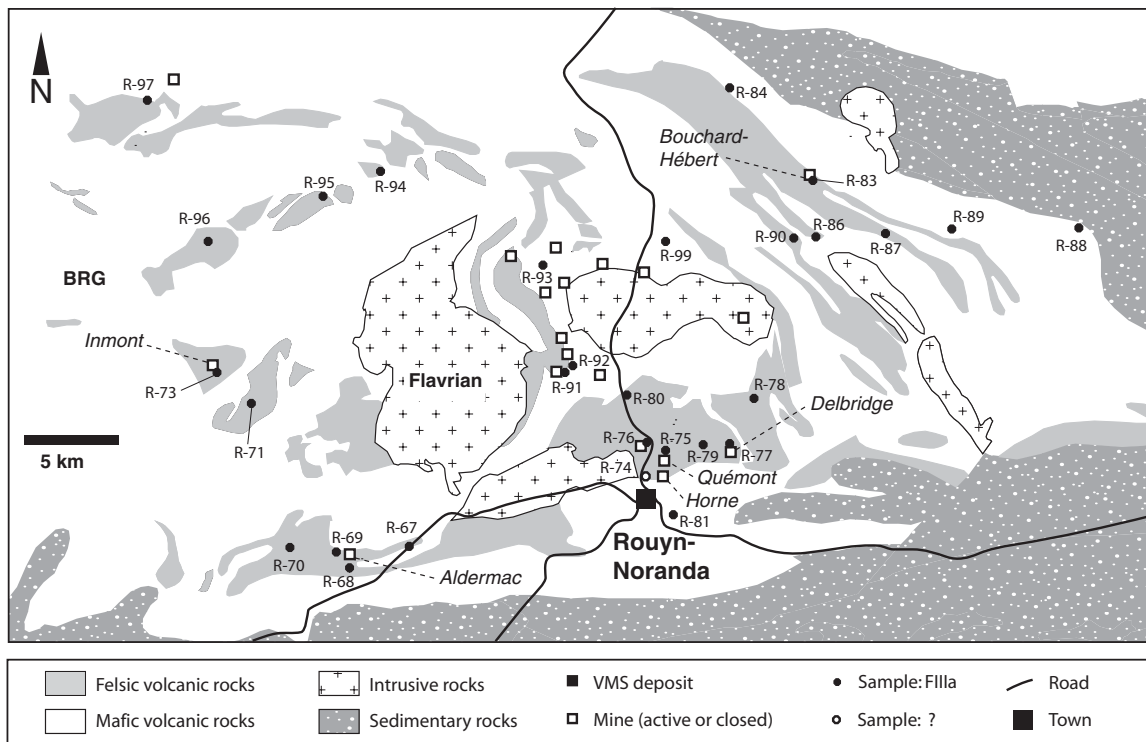 N
R-97
R-84
Bouchard-
Hébert
R-83
R-94
R-95
R-96
R-86
R-89
R-90
R-87
R-88
R-99
R-93
BRG
Inmont
R-73
R-71
Flavrian
R-92
R-91
R-80
R-78
Delbridge
5 km
R-76
R-75
R-79
R-77
R-74
Quémont
Horne
R-81
R-67
R-69
R-70
R-68
Aldermac
Rouyn-
Noranda
Felsic volcanic rocks
Intrusive rocks
VMS deposit
Sample: FIIIa
Road
Mafic volcanic rocks
Sedimentary rocks
Mine (active or closed)
Sample: ?
Town